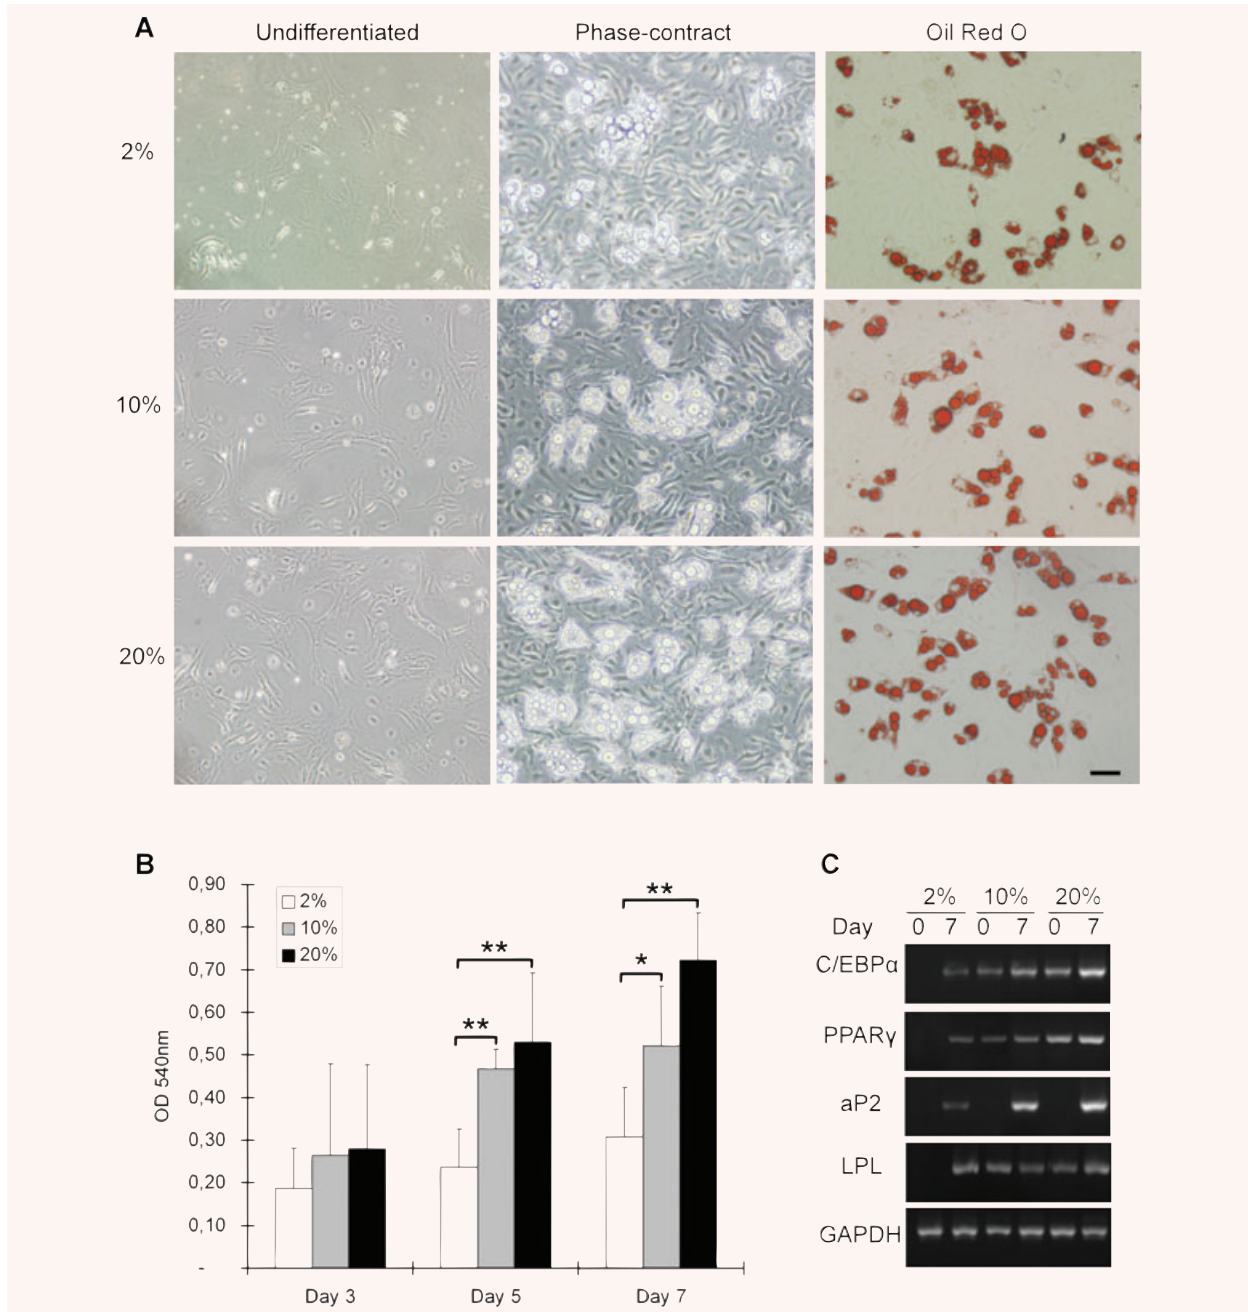 A
Undifferentiated Phase-contract Oil Red O
2%
10%
20%
B
0,90
0,80
0,70
0,60
0,50
0,40
0,30
0,20
0,10
-
OD 540nm
2%
10%
20%
**
**
**
*
Day 3 Day 5 Day 7
C
2% 10% 20%
Day 0 7 0 7 0 7
C/EBPα
PPARγ
aP2
LPL
GAPDH